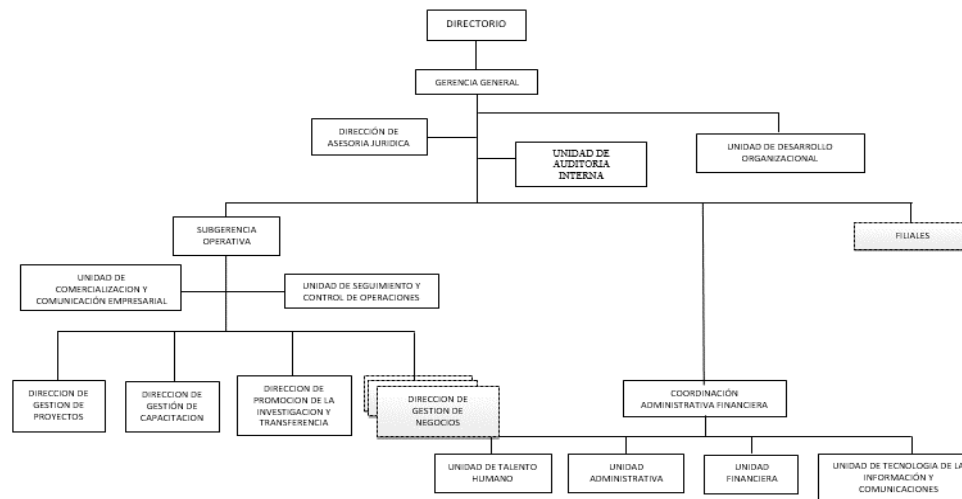 DIRECTORIO
GERENCIA GENERAL
DIRECCIÓN DE
ASESORIA JURIDICA
UNIDAD DE
AUDITORIA
INTERNA
UNIDAD DE DESARROLLO
ORGANIZACIONAL
SUBGERENCIA
OPERATIVA
FILIALES
UNIDAD DE
COMERCIALIZACION Y
COMUNICACIÓN EMPRESARIAL
UNIDAD DE SEGUIMIENTO Y
CONTROL DE OPERACIONES
DIRECCION DE
GESTION DE
PROYECTOS
DIRECCION DE
GESTIÓN DE
CAPACITACION
DIRECCION DE
PROMOCION DE LA
INVESTIGACION Y
TRANSFERENCIA
DIRECCION DE
GESTION DE
NEGOCIOS
COORDINACIÓN
ADMINISTRATIVA FINANCIERA
UNIDAD DE TALENTO
HUMANO
UNIDAD
ADMINISTRATIVA
UNIDAD
FINANCIERA
UNIDAD DE TECNOLOGIA DE LA
INFORMACIÓN Y
COMUNICACIONES